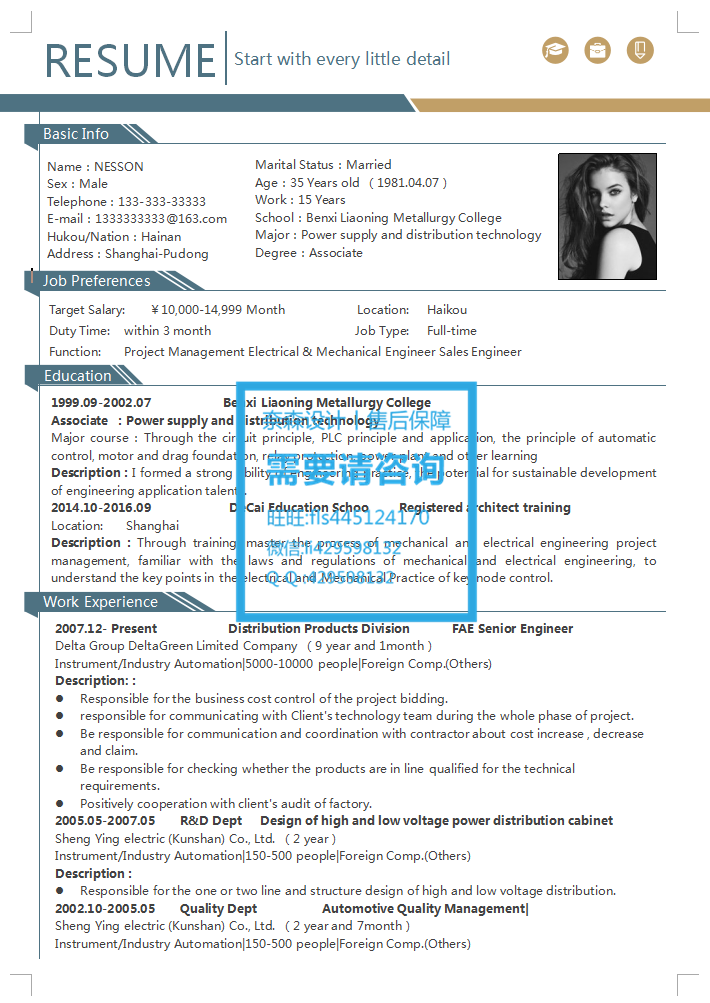 RESUME
Start with every little detail
Basic Info
Name : NESSON
Sex : Male
Telephone : 133-333-33333
E-mail : 1333333333@163.com
Hukou/Nation : Hainan
Address : Shanghai-Pudong
Marital Status : Married
Age : 35 Years old （1981.04.07）
Work : 15 Years
School : Benxi Liaoning Metallurgy College
Major : Power supply and distribution technology
Degree : Associate
Job Preferences
Target Salary: ￥10,000-14,999 Month Location: Haikou
Duty Time: within 3 month Job Type: Full-time
Function: Project Management Electrical & Mechanical Engineer Sales Engineer
Education
1999.09-2002.07 Benxi Liaoning Metallurgy College
Associate : Power supply and distribution technology
Major course : Through the circuit principle, PLC principle and application, the principle of automatic
control, motor and drag foundation, relay protection, power plant and other learning
Description : I formed a strong ability of engineering practice, the potential for sustainable development
of engineering application talents.
2014.10-2016.09 DeCai Education Schoo Registered architect training
Location: Shanghai
Description : Through training, master the process of mechanical and electrical engineering project
management, familiar with the laws and regulations of mechanical and electrical engineering, to
understand the key points in the electrical and Mechanical Practice of key node control.
奈森设计|售后保障
需要请咨询
旺旺:fls445124170
微信:li429598132
Q Q :429598132
Work Experience
2007.12- Present Distribution Products Division FAE Senior Engineer
Delta Group DeltaGreen Limited Company （9 year and 1month）
Instrument/Industry Automation|5000-10000 people|Foreign Comp.(Others)
Description: :
● Responsible for the business cost control of the project bidding.
● responsible for communicating with Client's technology team during the whole phase of project.
● Be responsible for communication and coordination with contractor about cost increase , decrease
and claim.
● Be responsible for checking whether the products are in line qualified for the technical
requirements.
● Positively cooperation with client's audit of factory.
2005.05-2007.05 R&D Dept Design of high and low voltage power distribution cabinet
Sheng Ying electric (Kunshan) Co., Ltd. （2 year）
Instrument/Industry Automation|150-500 people|Foreign Comp.(Others)
Description :
● Responsible for the one or two line and structure design of high and low voltage distribution.
2002.10-2005.05 Quality Dept Automotive Quality Management|
Sheng Ying electric (Kunshan) Co., Ltd. （2 year and 7month）
Instrument/Industry Automation|150-500 people|Foreign Comp.(Others)